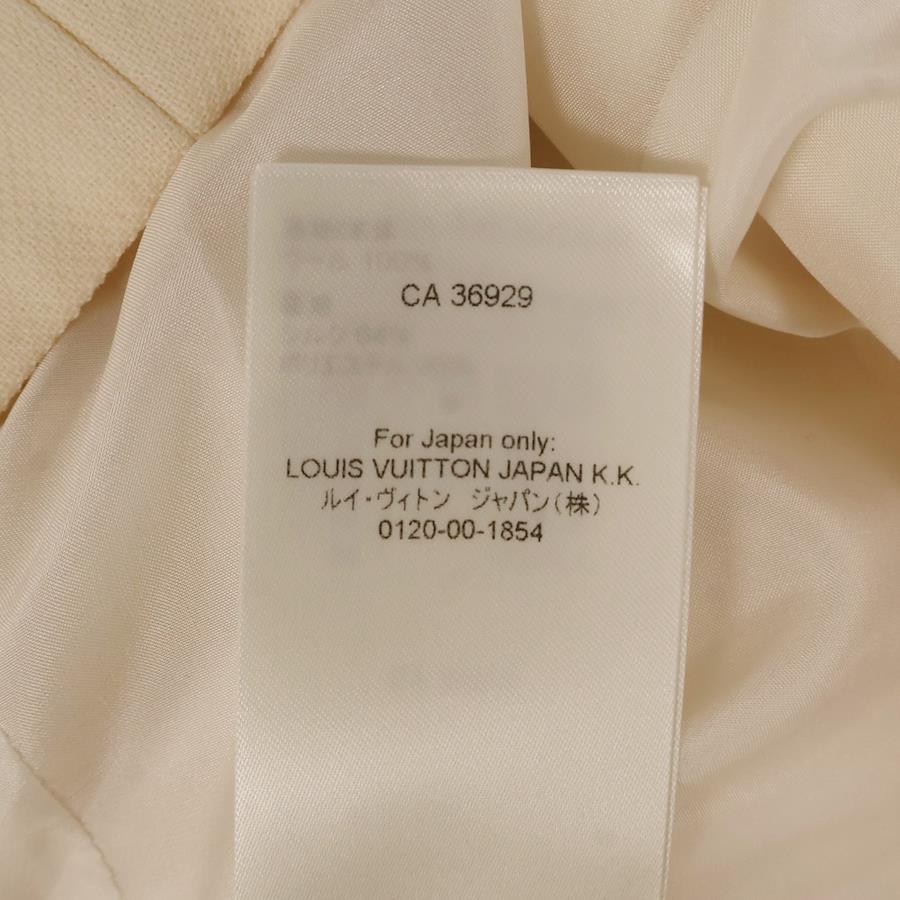 CA 36929
For Japan only:
LOUIS VUITTON JAPAN K.K.
ルイ・ヴィトン ジャパン(株)
0120-00-1854